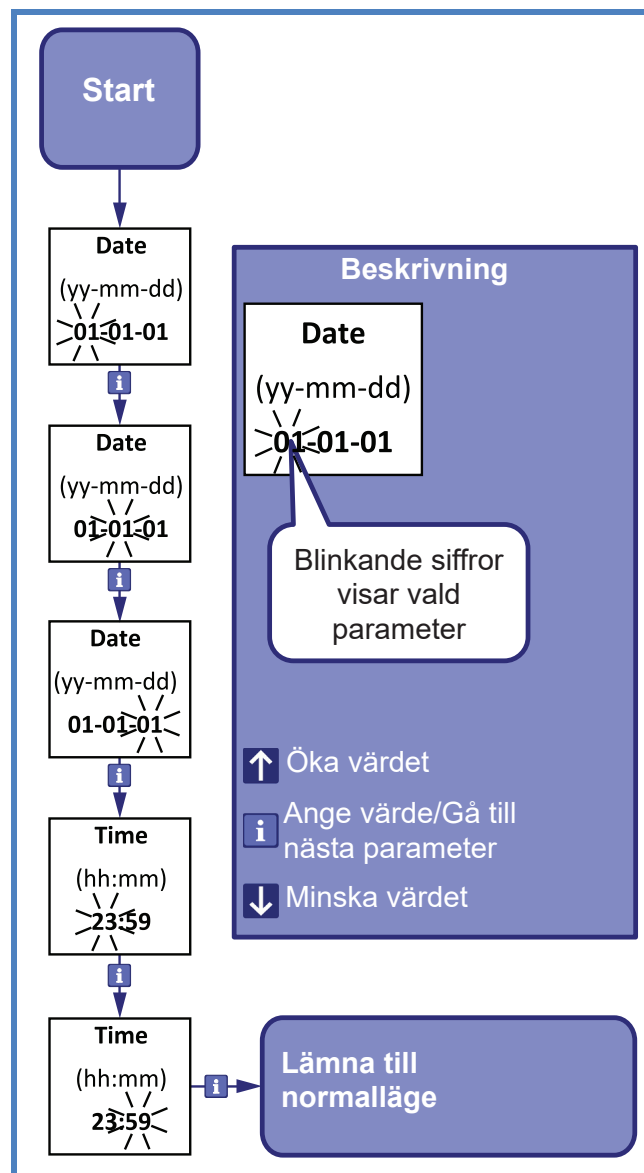 Start
Date
(yy-mm-dd)
01-01-01
i
Date
(yy-mm-dd)
01-01-01
i
Date
(yy-mm-dd)
01-01-01
i
Time
(hh:mm)
23:59
i
Time
(hh:mm)
23:59
i
Lämna till
normalläge
Beskrivning
Date
(yy-mm-dd)
01-01-01
Blinkande siffror
visar vald
parameter
↑ Öka värdet
i Ange värde/Gå till
nästa parameter
↓ Minska värdet